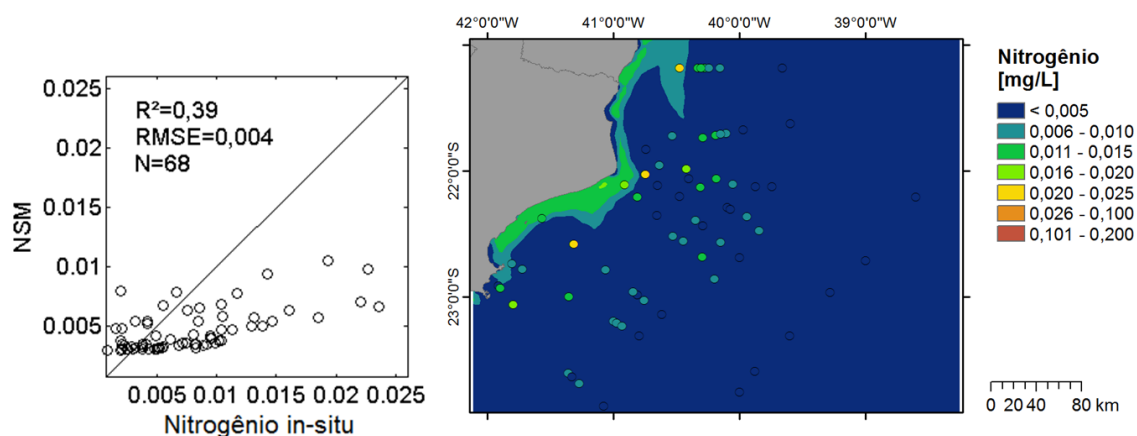 0.025
0.02
0.015
0.01
0.005
NSM
R²=0,39
RMSE=0,004
N=68
0.005 0.01 0.015 0.02 0.025
Nitrogênio in-situ
42°0'0"W 41°0'0"W 40°0'0"W 39°0'0"W
22°0'0"S
23°0'0"S
Nitrogênio
[mg/L]
< 0,005
0,006 - 0,010
0,011 - 0,015
0,016 - 0,020
0,020 - 0,025
0,026 - 0,100
0,101 - 0,200
0 20 40 80 km